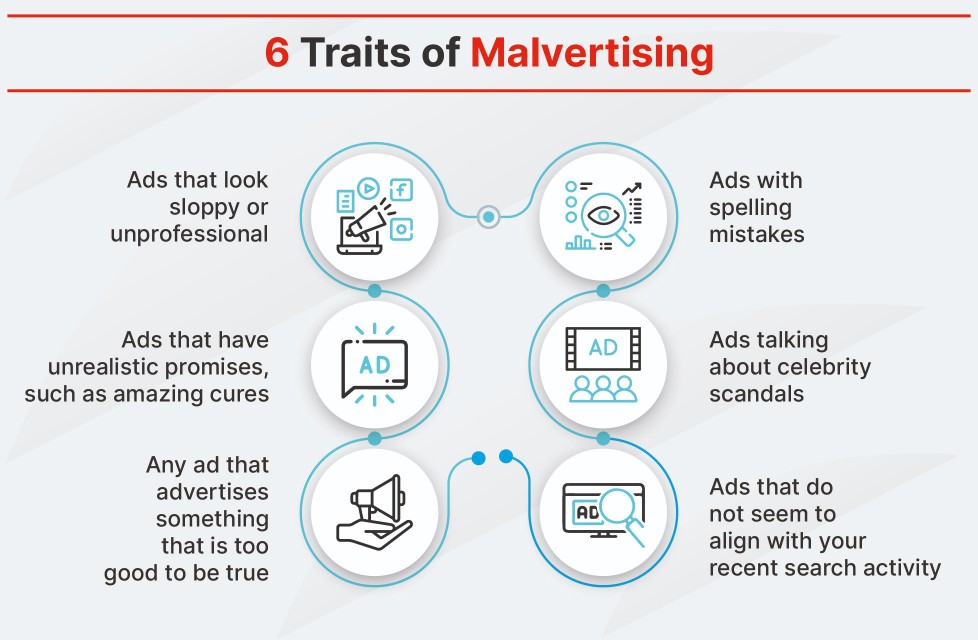 6 Traits of Malvertising
Ads that look
sloppy or
unprofessional
Ads with
spelling
mistakes
Ads that have
unrealistic promises,
such as amazing cures
AD
AD
Ads talking
about celebrity
scandals
Any ad that
advertises
something
that is too
good to be true
AD
Ads that do
not seem to
align with your
recent search activity